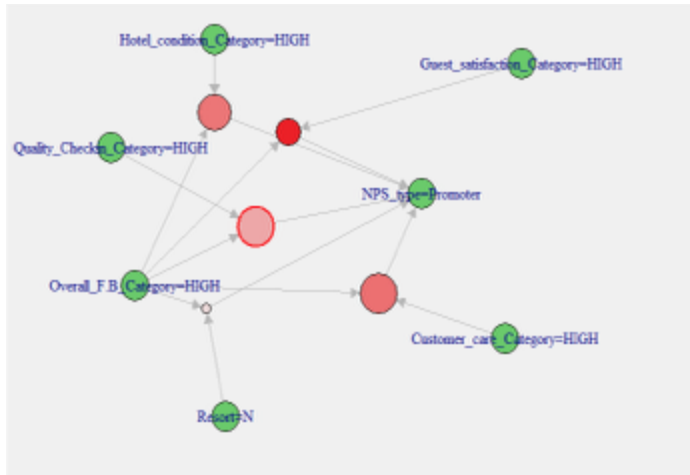 Hotel_condition_Category=HIGH
Guest_satisfaction_Category=HIGH
Quality_Checkin_Category=HIGH
NPS_type=Promoter
Overall_F.B_Category=HIGH
Customer_care_Category=HIGH
Resort=N